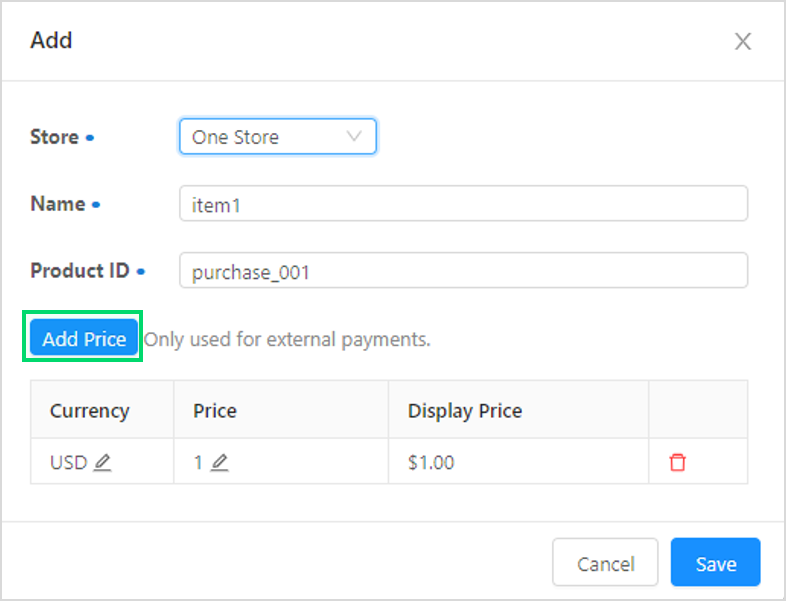 Add
Store
One Store
Name
item1
Product ID
purchase_001
Add Price Only used for external payments.
Currency Price Display Price
USD 1 $1.00
Cancel Save